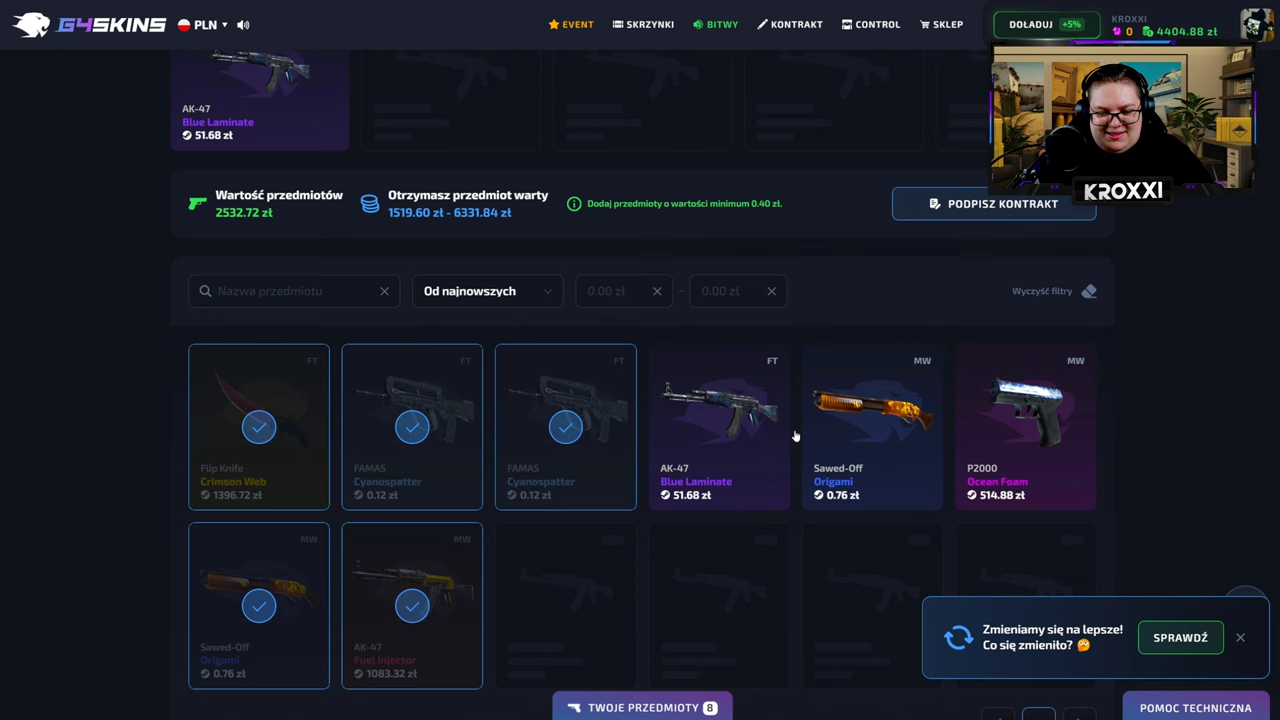 G4SKINS
PLN
EVENT
SKRZYNKI
BITWY
KONTRAKT
CONTROL
SKLEP
DOŁADUJ +5%
KROXXI
0 4404.88 zł
AK-47
Blue Laminate
51.68 zł
Wartość przedmiotów
2532.72 zł
Otrzymasz przedmiot warty
1519.60 zł - 6331.84 zł
Dodaj przedmioty o wartości minimum 0.40 zł.
PODPISZ KONTRAKT
KROXXI
Nazwa przedmiotu
Od najnowszych
0.00 zł - 0.00 zł
Wyczyść filtry
FT
Flip Knife
Crimson Web
1396.72 zł
FT
FAMAS
Cyanospatter
0.12 zł
FT
FAMAS
Cyanospatter
0.12 zł
FT
AK-47
Blue Laminate
51.68 zł
MW
Sawed-Off
Origami
0.76 zł
MW
P2000
Ocean Foam
514.88 zł
MW
Sawed-Off
Origami
0.76 zł
MW
AK-47
Fuel Injector
1083.32 zł
Zmieniamy się na lepsze!
Co się zmieniło?
SPRAWDŹ
TWOJE PRZEDMIOTY 8
POMOC TECHNICZNA